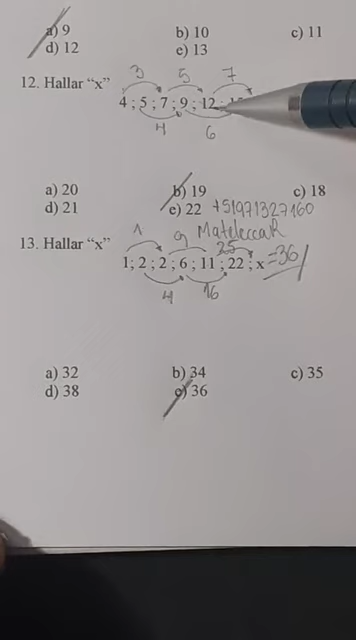 a) 9 b) 10 c) 11
d) 12 e) 13
3 5 7
12. Hallar “x”
4 ; 5 ; 7 ; 9 ; 12 ;
4 6
a) 20 b) 19 c) 18
d) 21 e) 22 +51971327160
MateleccaR
13. Hallar “x”
1 9 25
1; 2 ; 2 ; 6 ; 11 ; 22 ; x =36
4 16
a) 32 b) 34 c) 35
d) 38 e) 36